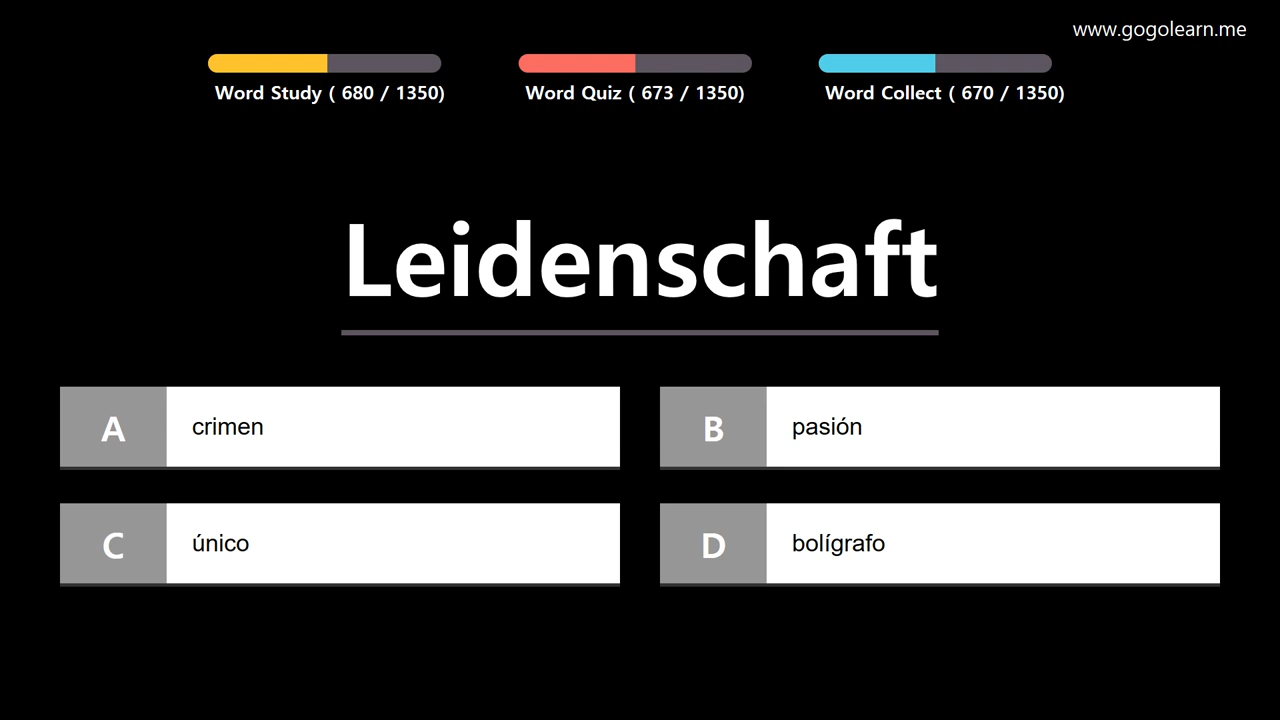 www.gogolearn.me
Word Study ( 680 / 1350)
Word Quiz ( 673 / 1350)
Word Collect ( 670 / 1350)
Leidenschaft
A crimen
B pasión
C único
D bolígrafo